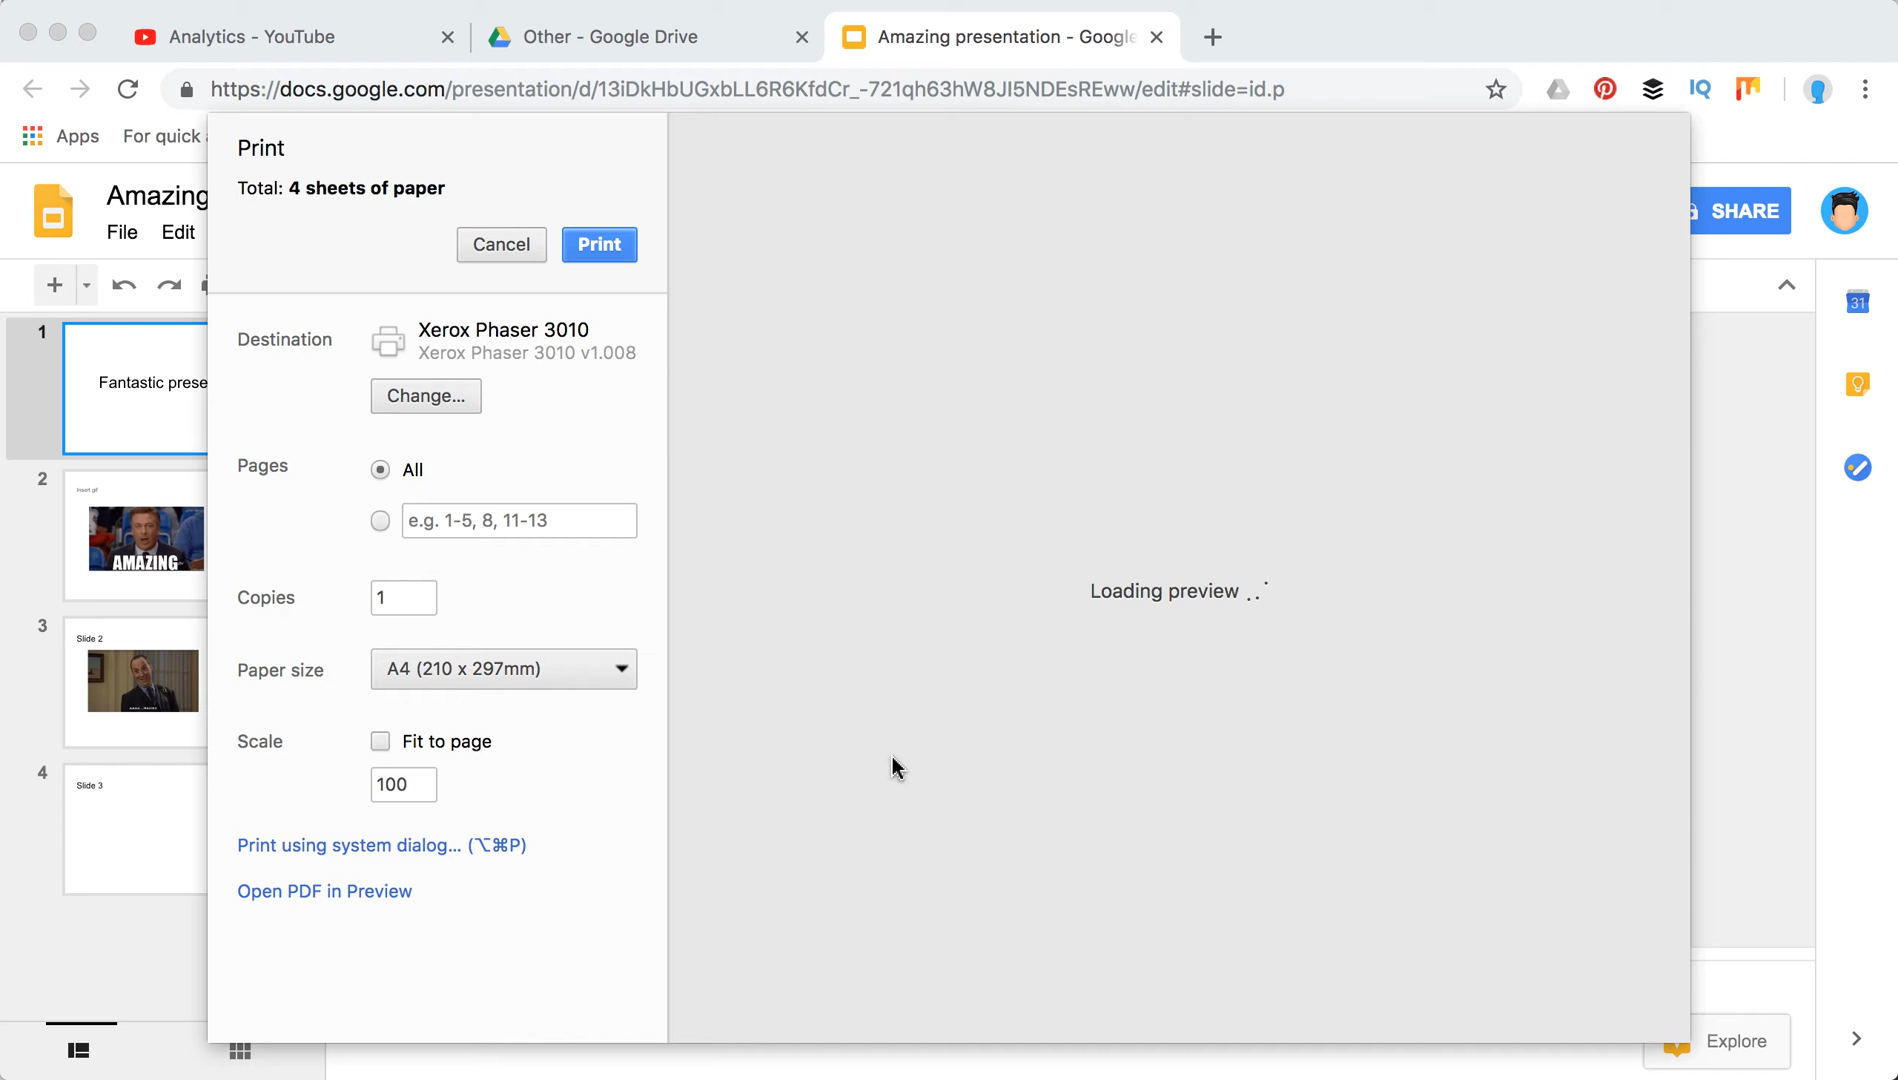 Analytics - YouTube
Other - Google Drive
Amazing presentation - Google
https://docs.google.com/presentation/d/13iDkHbUGxbLL6R6KfdCr_-721qh63hW8JI5NDEsREww/edit#slide=id.p
IQ
Apps
For quick
Print
Total: 4 sheets of paper
Cancel
Print
Amazing
File
Edit
SHARE
31
Destination
Xerox Phaser 3010
Xerox Phaser 3010 v1.008
Change...
Pages
All
e.g. 1-5, 8, 11-13
Copies
1
Paper size
A4 (210 x 297mm)
Scale
Fit to page
100
Print using system dialog... (⌥⌘P)
Open PDF in Preview
Loading preview
1
Fantastic prese
2
Insert gif
AMAZING
3
Slide 2
4
Slide 3
Explore